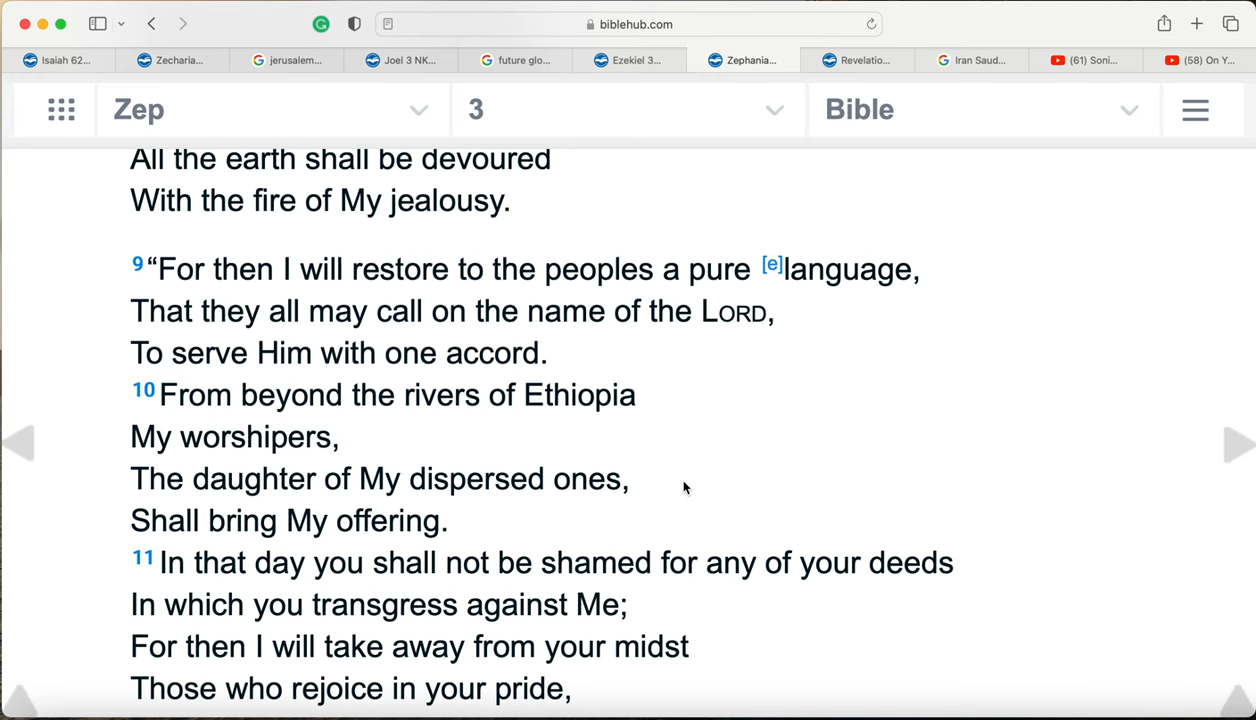 biblehub.com
Isaiah 62...
Zecharia...
jerusalem...
Joel 3 NK...
future glo...
Ezekiel 3...
Zephania...
Revelatio...
Iran Saud...
(61) Soni...
(58) On Y...
Zep
3
Bible
All the earth shall be devoured
With the fire of My jealousy.
9 “For then I will restore to the peoples a pure [e]language,
That they all may call on the name of the LORD,
To serve Him with one accord.
10 From beyond the rivers of Ethiopia
My worshipers,
The daughter of My dispersed ones,
Shall bring My offering.
11 In that day you shall not be shamed for any of your deeds
In which you transgress against Me;
For then I will take away from your midst
Those who rejoice in your pride,